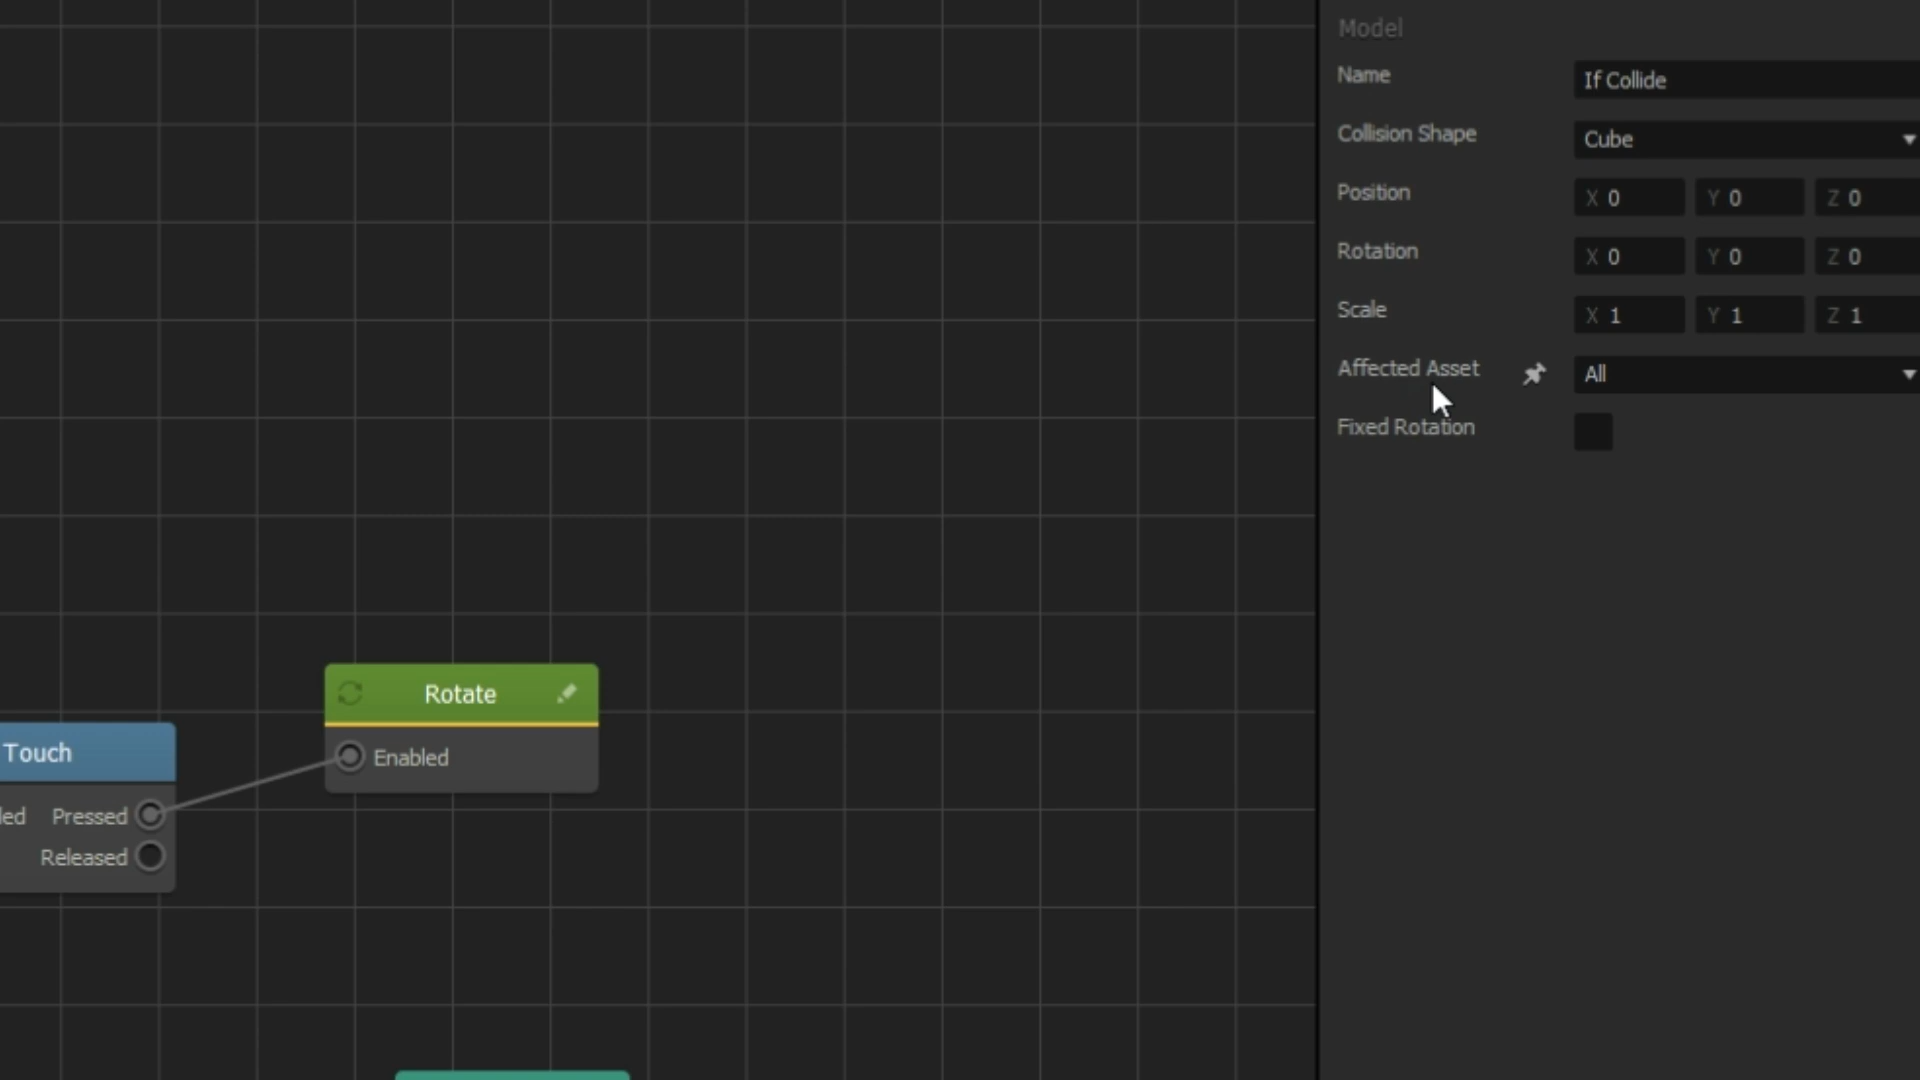 Model
Name
If Collide
Collision Shape
Cube
Position
X 0
Y 0
Z 0
Rotation
X 0
Y 0
Z 0
Scale
X 1
Y 1
Z 1
Affected Asset
All
Fixed Rotation
Rotate
Enabled
Touch
led
Pressed
Released